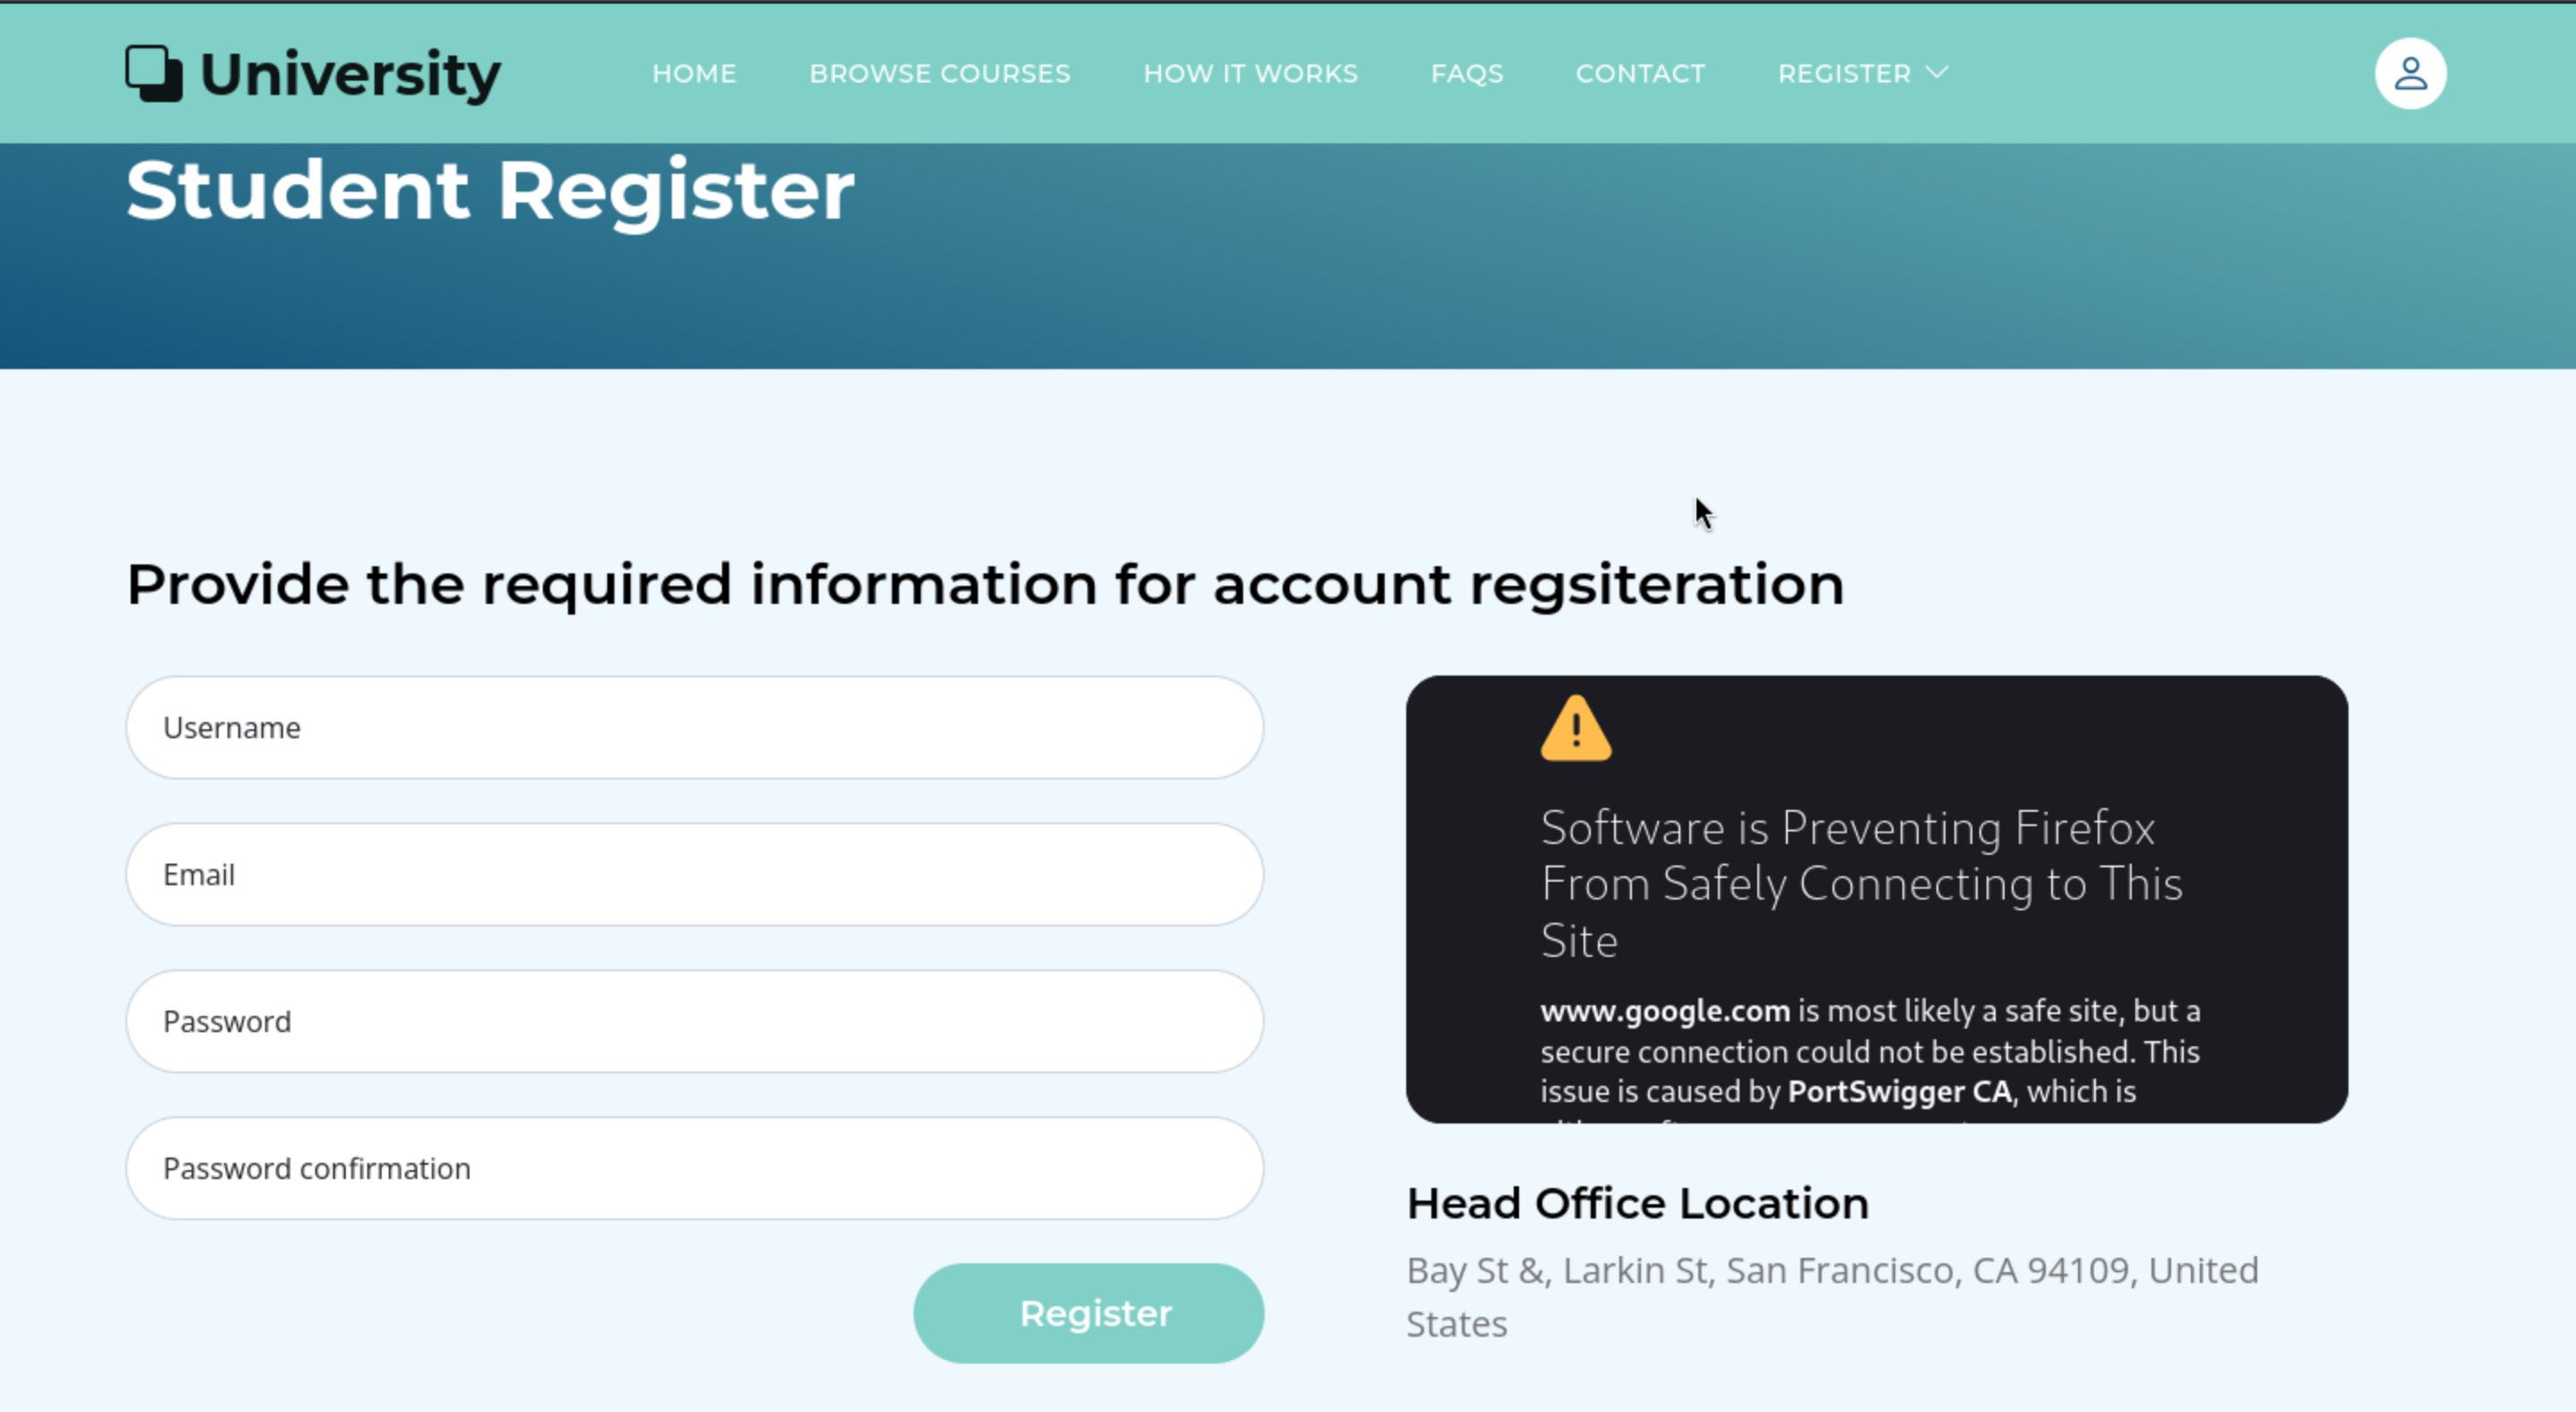 University
HOME
BROWSE COURSES
HOW IT WORKS
FAQS
CONTACT
REGISTER
Student Register
Provide the required information for account regsiteration
Username
Email
Password
Password confirmation
Register
Software is Preventing Firefox
From Safely Connecting to This
Site
www.google.com is most likely a safe site, but a
secure connection could not be established. This
issue is caused by PortSwigger CA, which is
Head Office Location
Bay St &, Larkin St, San Francisco, CA 94109, United
States